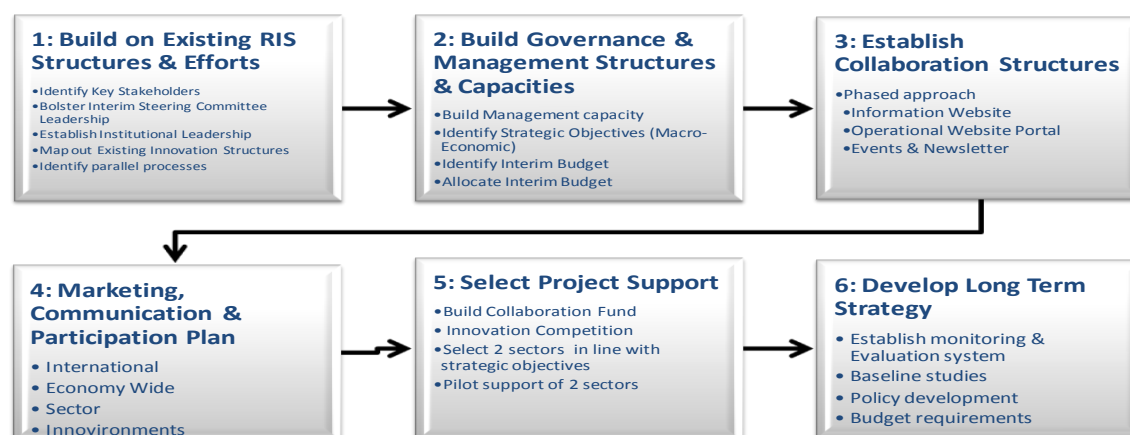 1: Build on Existing RIS
Structures & Efforts
•Identify Key Stakeholders
•Bolster Interim Steering Committee
Leadership
•Establish Institutional Leadership
•Map out Existing Innovation Structures
•Identify parallel processes
2: Build Governance &
Management Structures
& Capacities
•Build Management capacity
•Identify Strategic Objectives (Macro-
Economic)
•Identify Interim Budget
•Allocate Interim Budget
3: Establish
Collaboration Structures
•Phased approach
•Information Website
•Operational Website Portal
•Events & Newsletter
4: Marketing,
Communication &
Participation Plan
• International
• Economy Wide
• Sector
• Innovironments
5: Select Project Support
•Build Collaboration Fund
• Innovation Competition
•Select 2 sectors in line with
strategic objectives
•Pilot support of 2 sectors
6: Develop Long Term
Strategy
• Establish monitoring &
Evaluation system
• Baseline studies
• Policy development
• Budget requirements